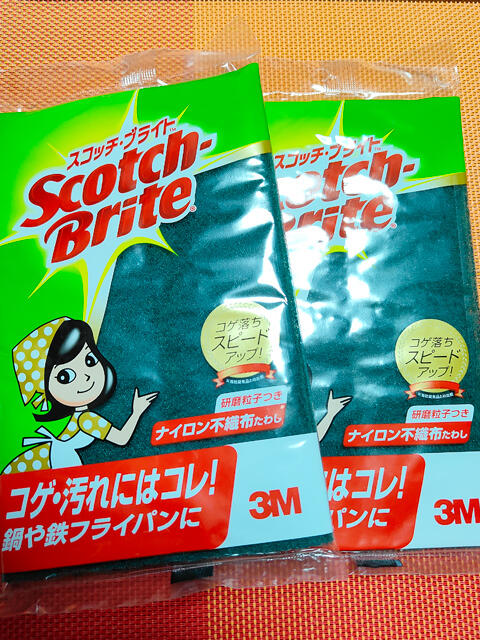 スコッチ・ブライト™
Scotch-
Brite®
コゲ落ち
スピード
アップ!
研磨粒子つき
ナイロン不織布たわし
コゲ・汚れにはコレ!
鍋や鉄フライパンに
3M
スコッチ・ブライト™
Scotch-
Brite®
コゲ落ち
スピード
アップ!
研磨粒子つき
ナイロン不織布たわし
はコレ!
パンに
3M